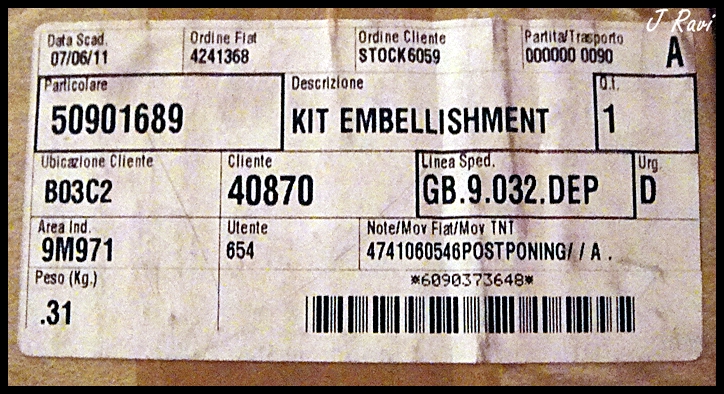 J Ravi
Data Scad. Ordine Fiat Ordine Cliente Partita/Trasporto
07/06/11 4241368 STOCK6059 000000 0090 A
Particolare Descrizione Q.t.
50901689 KIT EMBELLISHMENT 1
Ubicazione Cliente Cliente Linea Sped. Urg.
B03C2 40870 GB.9.032.DEP D
Area Ind. Utente Note/Mov Fiat/Mov TNT
9M971 654 4741060546POSTPONING/ / A .
Peso (Kg.) *6090373648*
.31